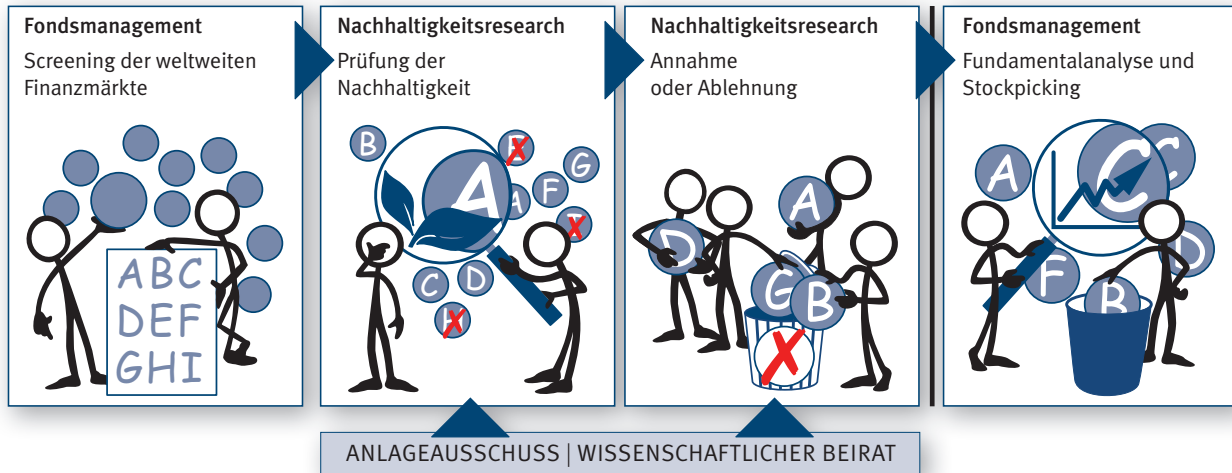 Fondsmanagement
Screening der weltweiten
Finanzmärkte
ABC
DEF
GHI
Nachhaltigkeitsresearch
Prüfung der
Nachhaltigkeit
B
A
E
G
A
F
I
C
D
H
Nachhaltigkeitsresearch
Annahme
oder Ablehnung
A
D
G
B
X
Fondsmanagement
Fundamentalanalyse und
Stockpicking
A
C
C
F
D
B
ANLAGEAUSSCHUSS | WISSENSCHAFTLICHER BEIRAT